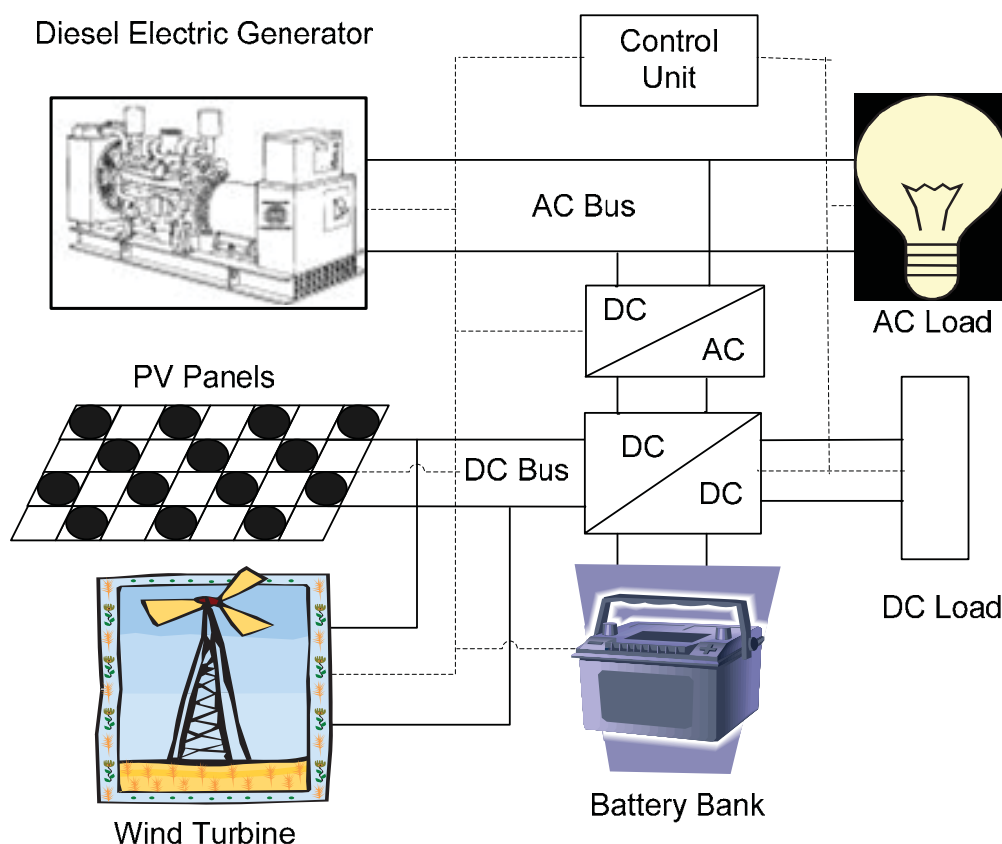 Diesel Electric Generator
Control
Unit
AC Bus
DC
AC
AC Load
PV Panels
DC Bus
DC
DC
DC Load
Wind Turbine
Battery Bank